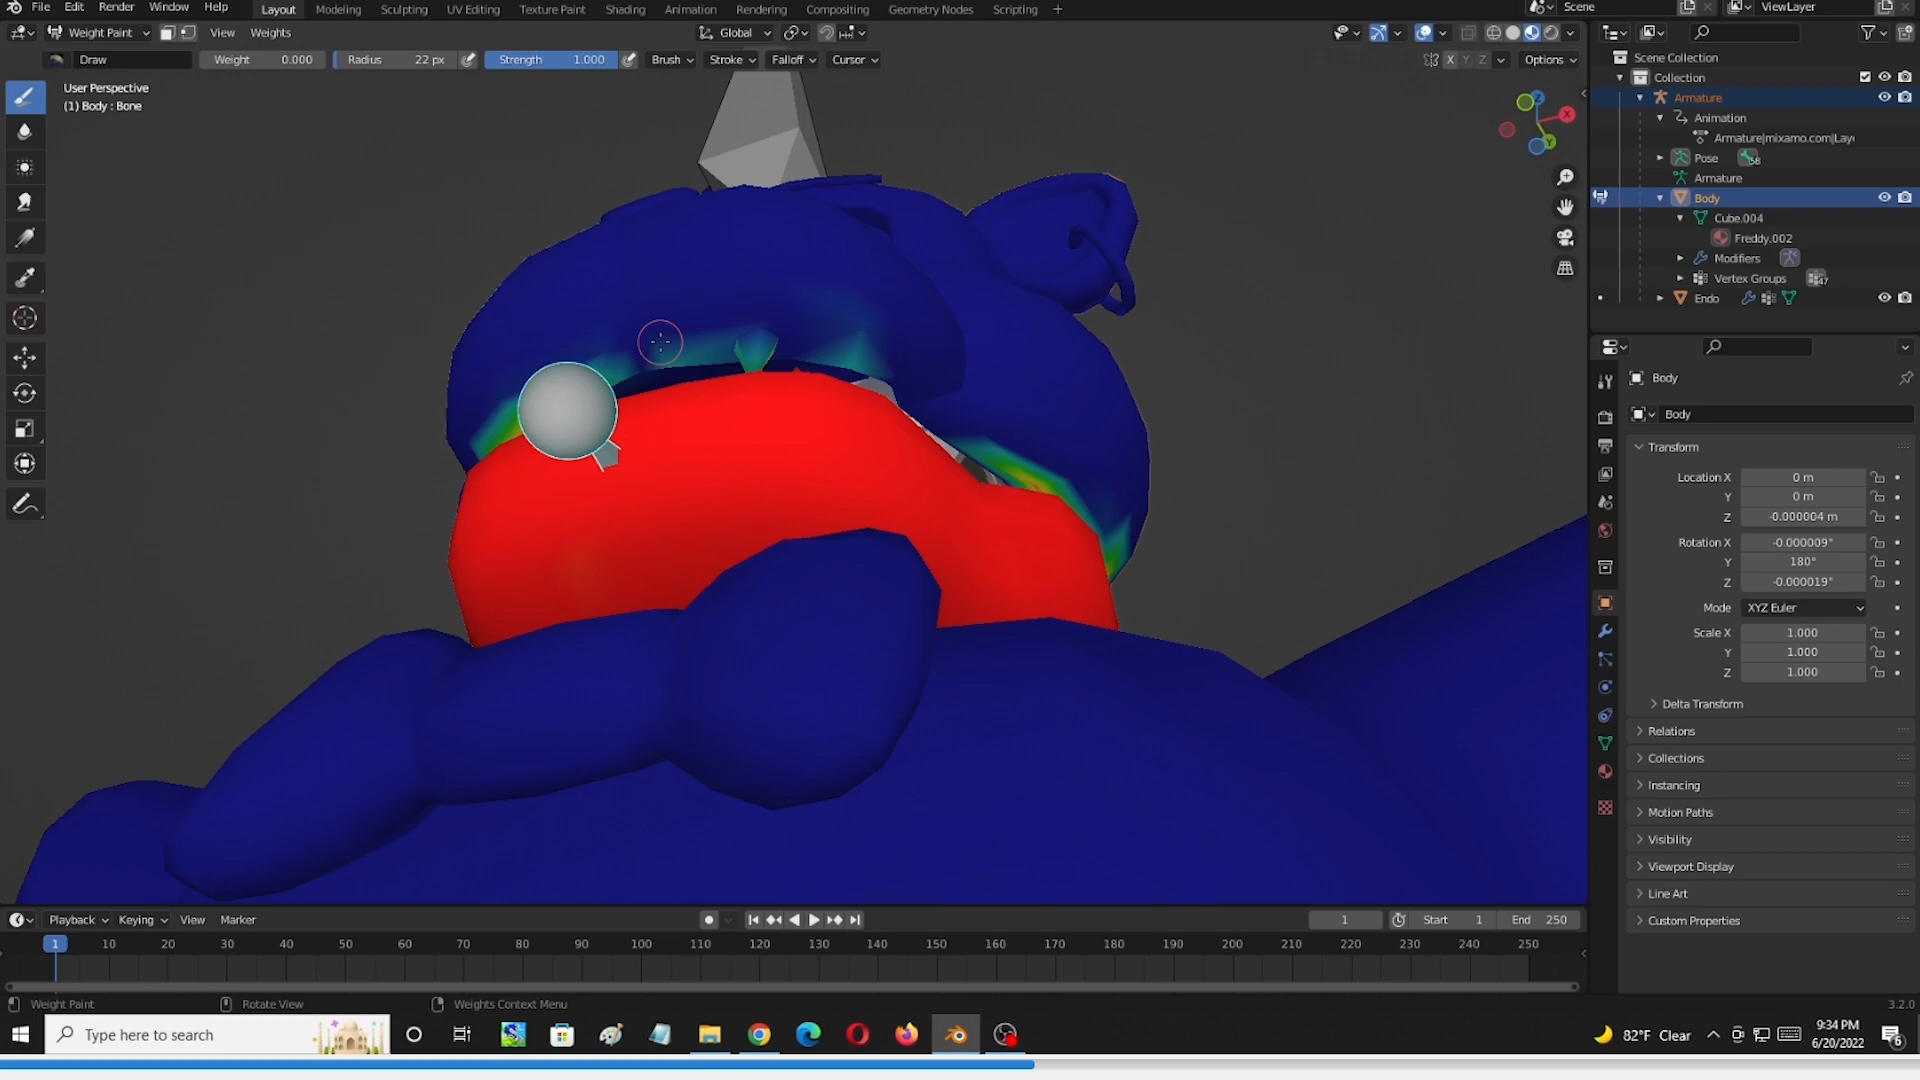 File Edit Render Window Help Layout Modeling Sculpting UV Editing Texture Paint Shading Animation Rendering Compositing Geometry Nodes Scripting + Scene ViewLayer
Weight Paint View Weights Global
Draw Weight 0.000 Radius 22 px Strength 1.000 Brush Stroke Falloff Cursor X Y Z Options
User Perspective
(1) Body : Bone
Z
X
Y
Scene Collection
Collection
Armature
Animation
Armature|mixamo.com|Laye
Pose 58
Armature
Body
Cube.004
Freddy.002
Modifiers
Vertex Groups 47
Endo
Body
Body
Transform
Location X 0 m
Y 0 m
Z -0.000004 m
Rotation X -0.000009°
Y 180°
Z -0.000019°
Mode XYZ Euler
Scale X 1.000
Y 1.000
Z 1.000
Delta Transform
Relations
Collections
Instancing
Motion Paths
Visibility
Viewport Display
Line Art
Custom Properties
Playback Keying View Marker 1 Start 1 End 250
1 10 20 30 40 50 60 70 80 90 100 110 120 130 140 150 160 170 180 190 200 210 220 230 240 250
Weight Paint Rotate View Weights Context Menu 3.2.0
Type here to search 82°F Clear 9:34 PM
6/20/2022 6